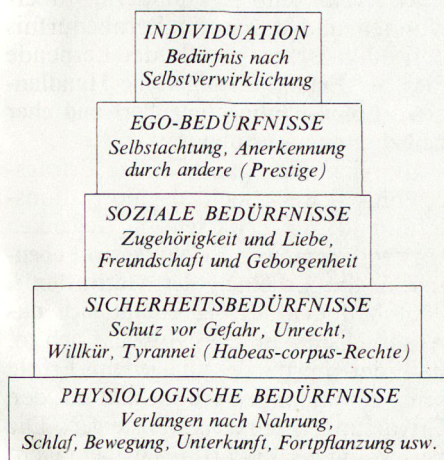 INDIVIDUATION
Bedürfnis nach
Selbstverwirklichung
EGO-BEDÜRFNISSE
Selbstachtung, Anerkennung
durch andere (Prestige)
SOZIALE BEDÜRFNISSE
Zugehörigkeit und Liebe,
Freundschaft und Geborgenheit
SICHERHEITSBEDÜRFNISSE
Schutz vor Gefahr, Unrecht,
Willkür, Tyrannei (Habeas-corpus-Rechte)
PHYSIOLOGISCHE BEDÜRFNISSE
Verlangen nach Nahrung,
Schlaf, Bewegung, Unterkunft, Fortpflanzung usw.